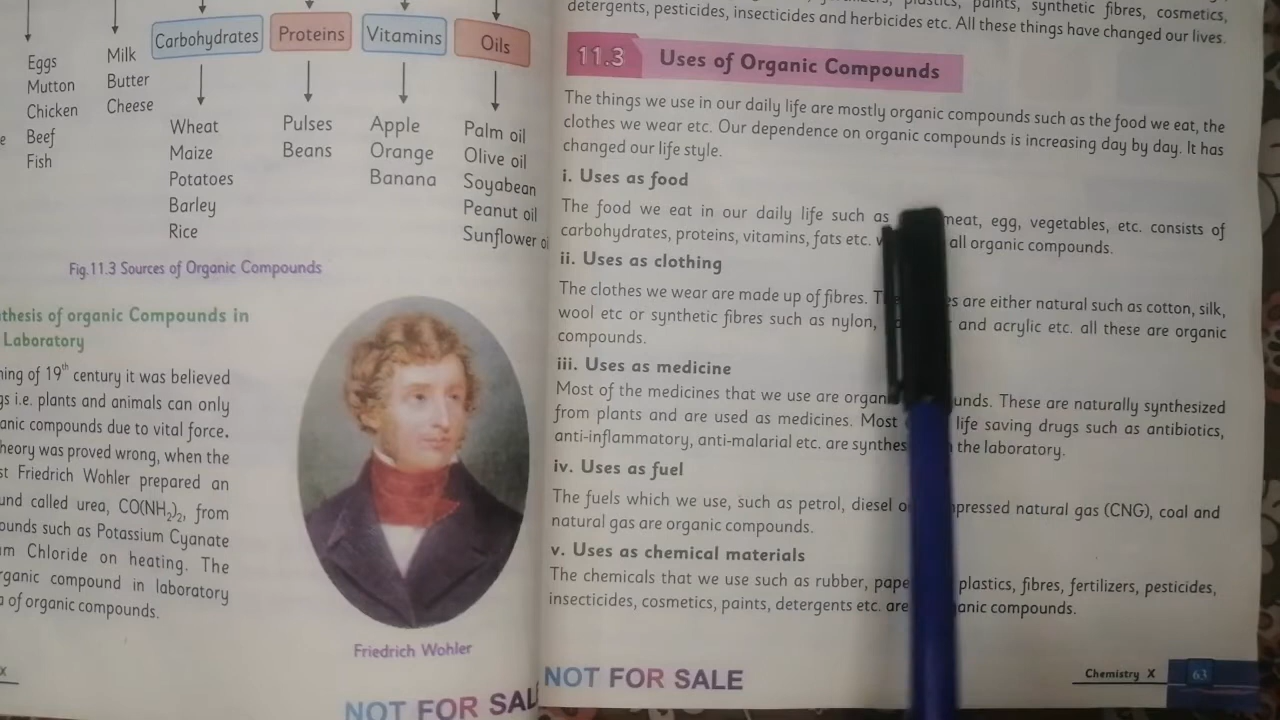 Eggs
Mutton
Chicken
Beef
Fish
Milk
Butter
Cheese
Carbohydrates
Wheat
Maize
Potatoes
Barley
Rice
Proteins
Pulses
Beans
Vitamins
Apple
Orange
Banana
Oils
Palm oil
Olive oil
Soyabean
Peanut oil
Sunflower
Fig.11.3 Sources of Organic Compounds
of organic Compounds in
Laboratory
of 19th century it was believed
i.e. plants and animals can only
compounds due to vital force.
was proved wrong, when the
Friedrich Wohler prepared an
called urea, CO(NH2)2, from
such as Potassium Cyanate
Chloride on heating. The
compound in laboratory
of organic compounds.
Friedrich Wohler
X
NOT FOR
plastics, paints, synthetic fibres, cosmetics,
detergents, pesticides, insecticides and herbicides etc. All these things have changed our lives.
11.3 Uses of Organic Compounds
The things we use in our daily life are mostly organic compounds such as the food we eat, the
clothes we wear etc. Our dependence on organic compounds is increasing day by day. It has
changed our life style.
i. Uses as food
The food we eat in our daily life such as meat, egg, vegetables, etc. consists of
carbohydrates, proteins, vitamins, fats etc. all organic compounds.
ii. Uses as clothing
The clothes we wear are made up of fibres. are either natural such as cotton, silk,
wool etc or synthetic fibres such as nylon, and acrylic etc. all these are organic
compounds.
iii. Uses as medicine
Most of the medicines that we use are These are naturally synthesized
from plants and are used as medicines. Most life saving drugs such as antibiotics,
anti-inflammatory, anti-malarial etc. are the laboratory.
iv. Uses as fuel
The fuels which we use, such as petrol, diesel natural gas (CNG), coal and
natural gas are organic compounds.
v. Uses as chemical materials
The chemicals that we use such as rubber, plastics, fibres, fertilizers, pesticides,
insecticides, cosmetics, paints, detergents etc. are compounds.
NOT FOR SALE
Chemistry X 63